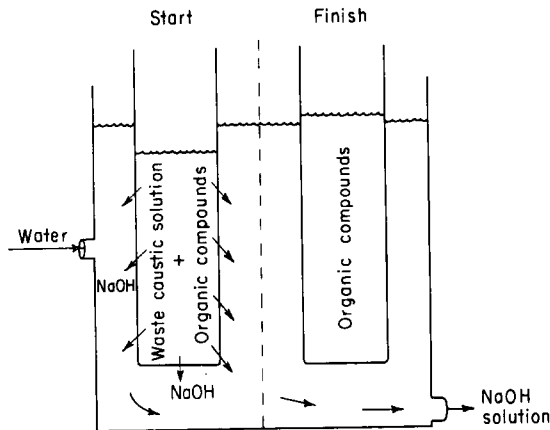 Start
Finish
Water
Waste caustic solution
+
Organic compounds
NaOH
NaOH
Organic compounds
NaOH
solution